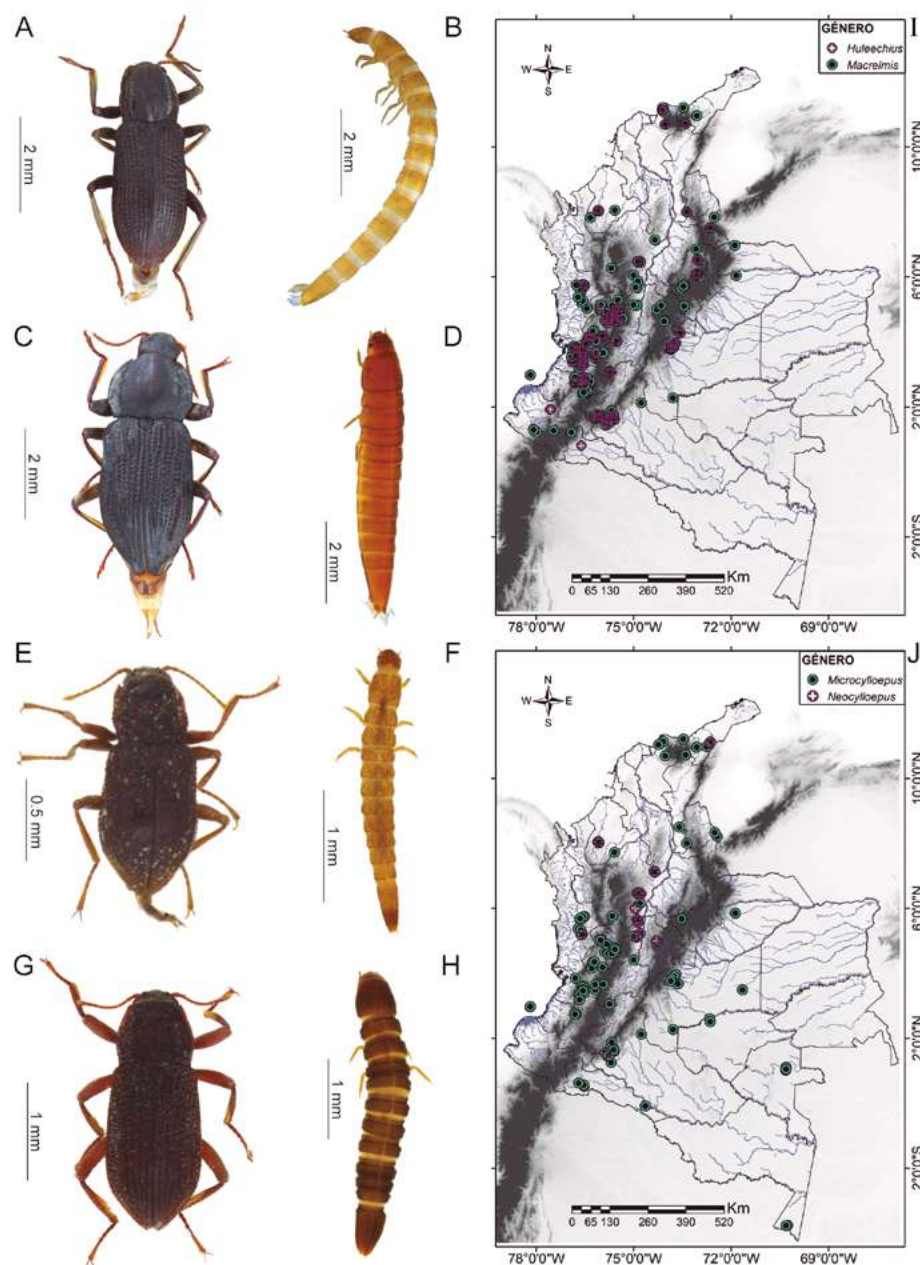 A
2 mm
B
2 mm
C
2 mm
D
2 mm
E
0.5 mm
F
1 mm
G
1 mm
H
1 mm
I
GÉNERO
Huleechius
Macrelmis
N
W E
S
10°0'0"N
6°0'0"N
2°0'0"N
2°0'0"S
Km
0 65 130 260 390 520
78°0'0"W 75°0'0"W 72°0'0"W 69°0'0"W
J
GÉNERO
Microcylloepus
Neocylloepus
N
W E
S
10°0'0"N
6°0'0"N
2°0'0"N
2°0'0"S
Km
0 65 130 260 390 520
78°0'0"W 75°0'0"W 72°0'0"W 69°0'0"W